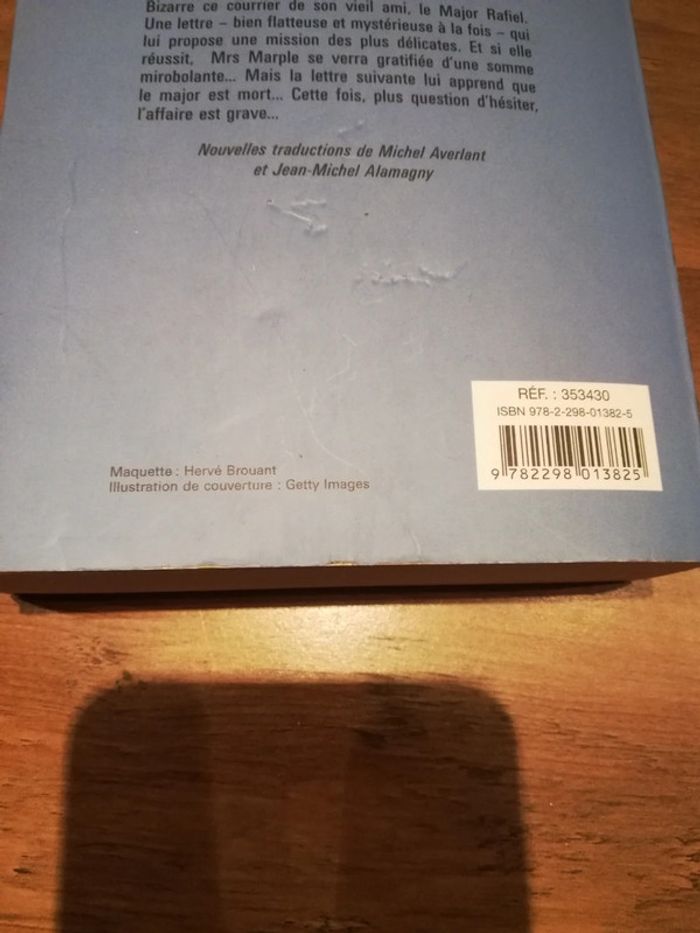 Bizarre ce courrier de son vieil ami, le Major Rafiel.
Une lettre – bien flatteuse et mystérieuse à la fois – qui
lui propose une mission des plus délicates. Et si elle
réussit, Mrs Marple se verra gratifiée d'une somme
mirobolante... Mais la lettre suivante lui apprend que
le major est mort... Cette fois, plus question d'hésiter,
l'affaire est grave...
Nouvelles traductions de Michel Averlant
et Jean-Michel Alamagny
RÉF. : 353430
ISBN 978-2-298-01382-5
9 782298 013825
Maquette : Hervé Brouant
Illustration de couverture : Getty Images